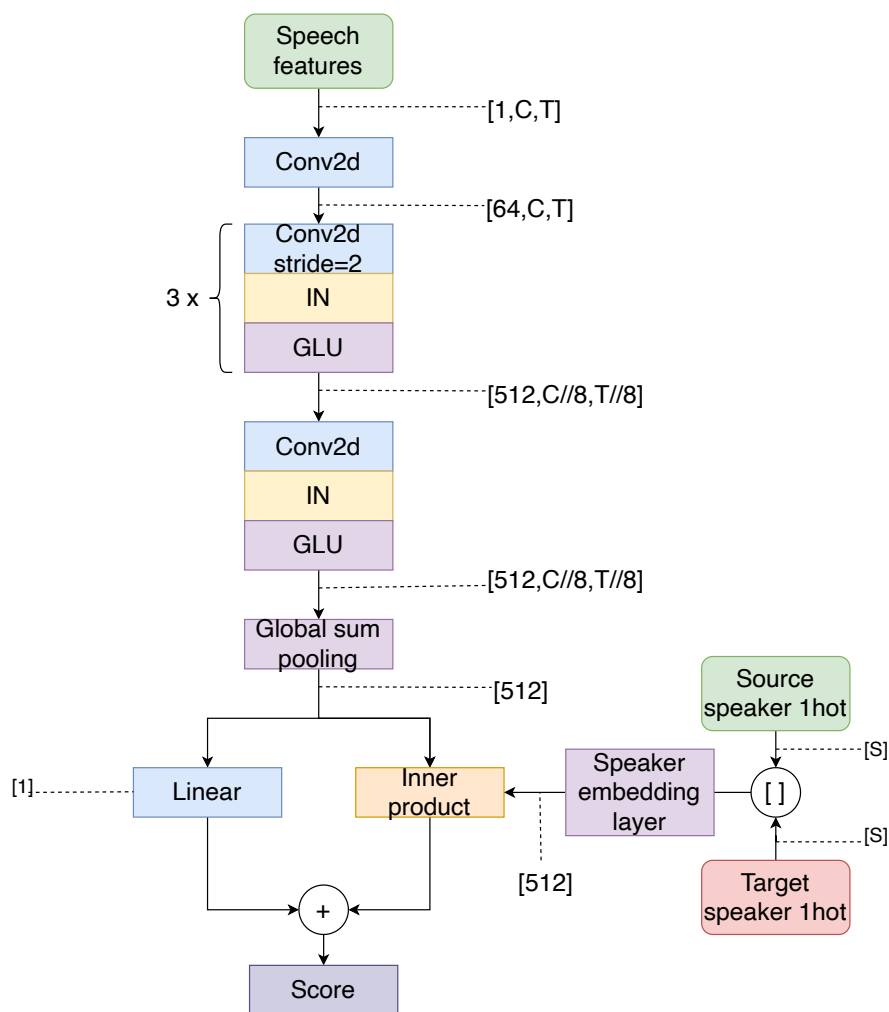 Speech
features
[1,C,T]
Conv2d
[64,C,T]
Conv2d
stride=2
3 x
IN
GLU
[512,C//8,T//8]
Conv2d
IN
GLU
[512,C//8,T//8]
Global sum
pooling
[512]
Source
speaker 1hot
[S]
[1]
Linear
Inner
product
Speaker
embedding
layer
[ ]
[S]
[512]
Target
speaker 1hot
+
Score